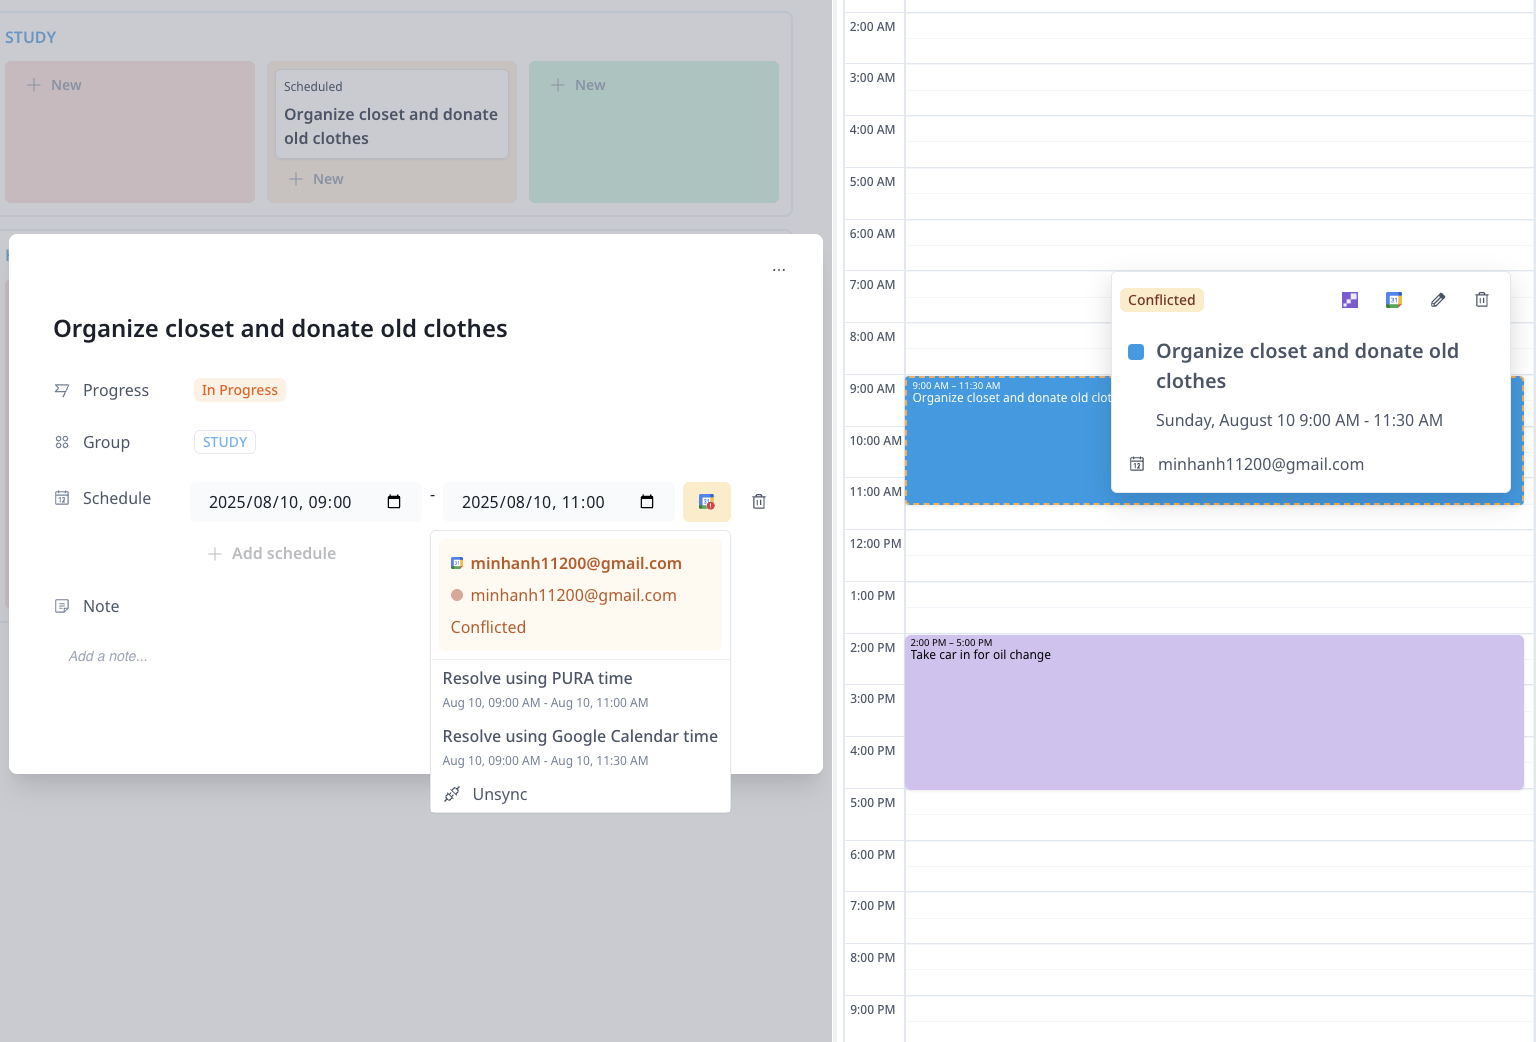 STUDY
New
Scheduled
Organize closet and donate
old clothes
New
New
...
Organize closet and donate old clothes
Progress
In Progress
Group
STUDY
Schedule
2025/08/10, 09:00
-
2025/08/10, 11:00
Add schedule
minhanh11200@gmail.com
minhanh11200@gmail.com
Conflicted
Note
Add a note...
Resolve using PURA time
Aug 10, 09:00 AM - Aug 10, 11:00 AM
Resolve using Google Calendar time
Aug 10, 09:00 AM - Aug 10, 11:30 AM
Unsync
2:00 AM
3:00 AM
4:00 AM
5:00 AM
6:00 AM
7:00 AM
8:00 AM
9:00 AM
10:00 AM
11:00 AM
12:00 PM
1:00 PM
2:00 PM
3:00 PM
4:00 PM
5:00 PM
6:00 PM
7:00 PM
8:00 PM
9:00 PM
9:00 AM – 11:30 AM
Organize closet and donate old clot
Conflicted
31
Organize closet and donate old
clothes
Sunday, August 10 9:00 AM - 11:30 AM
minhanh11200@gmail.com
2:00 PM – 5:00 PM
Take car in for oil change